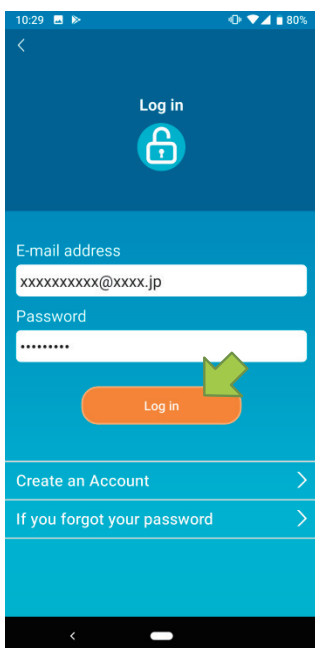 10:29 80%
Log in
E-mail address
xxxxxxxxxx@xxxx.jp
Password
•••••••••
Log in
Create an Account
If you forgot your password